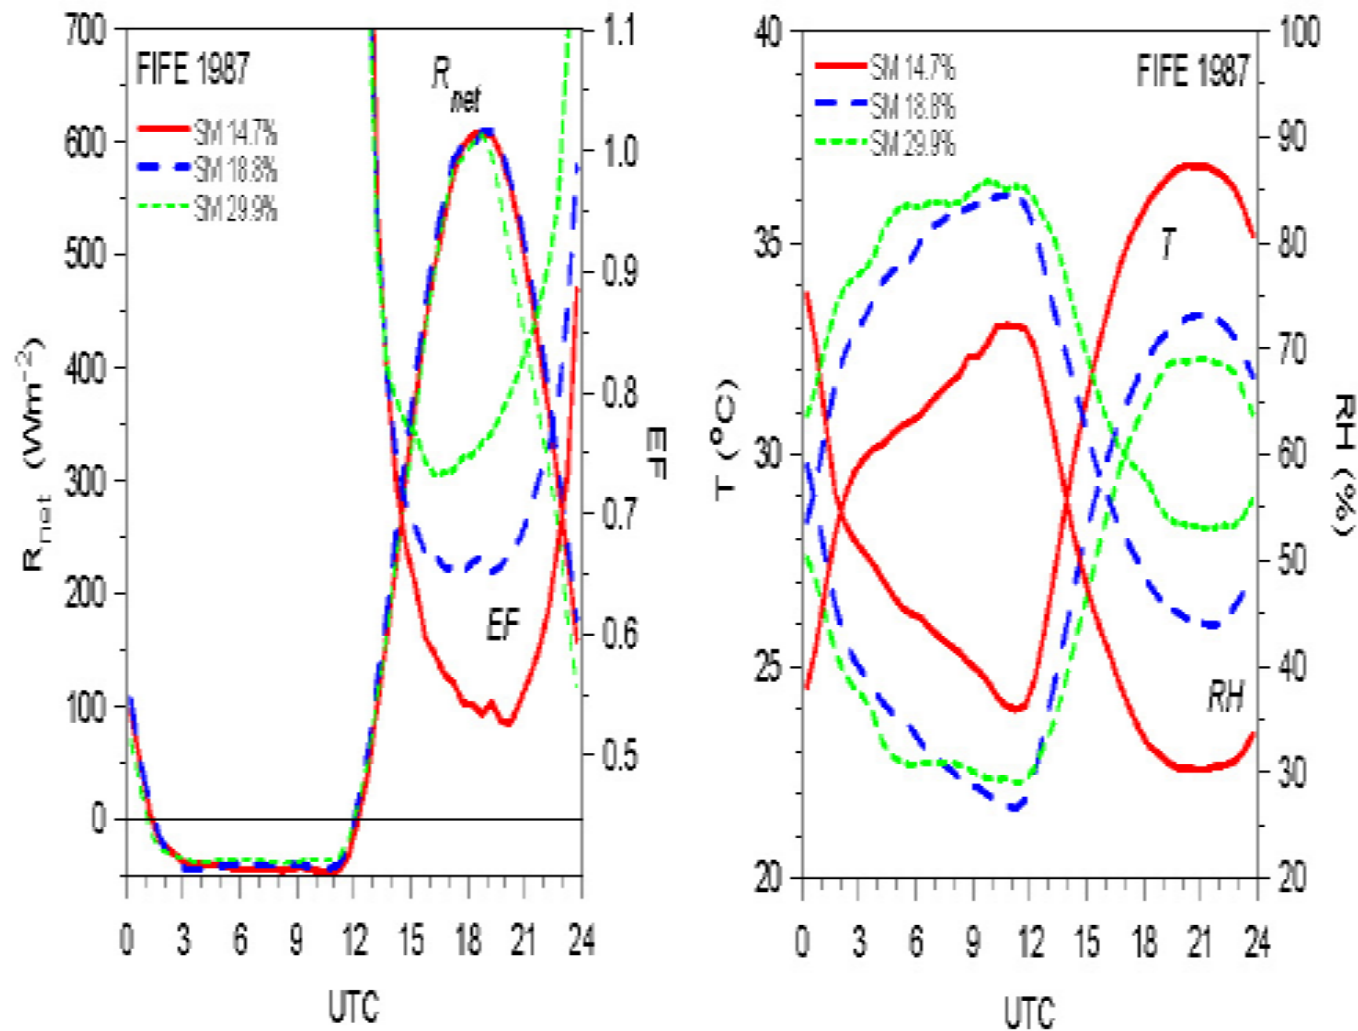 FIFE 1987
SM 14.7%
SM 18.8%
SM 29.9%
R net
EF
700
600
500
400
300
200
100
0
R net (Wm−2)
1.1
1.0
0.9
0.8
0.7
0.6
0.5
EF
0 3 6 9 12 15 18 21 24
UTC
SM 14.7%
SM 18.8%
SM 29.9%
FIFE 1987
T
RH
40
35
30
25
20
T (°C)
100
90
80
70
60
50
40
30
20
RH (%)
0 3 6 9 12 15 18 21 24
UTC